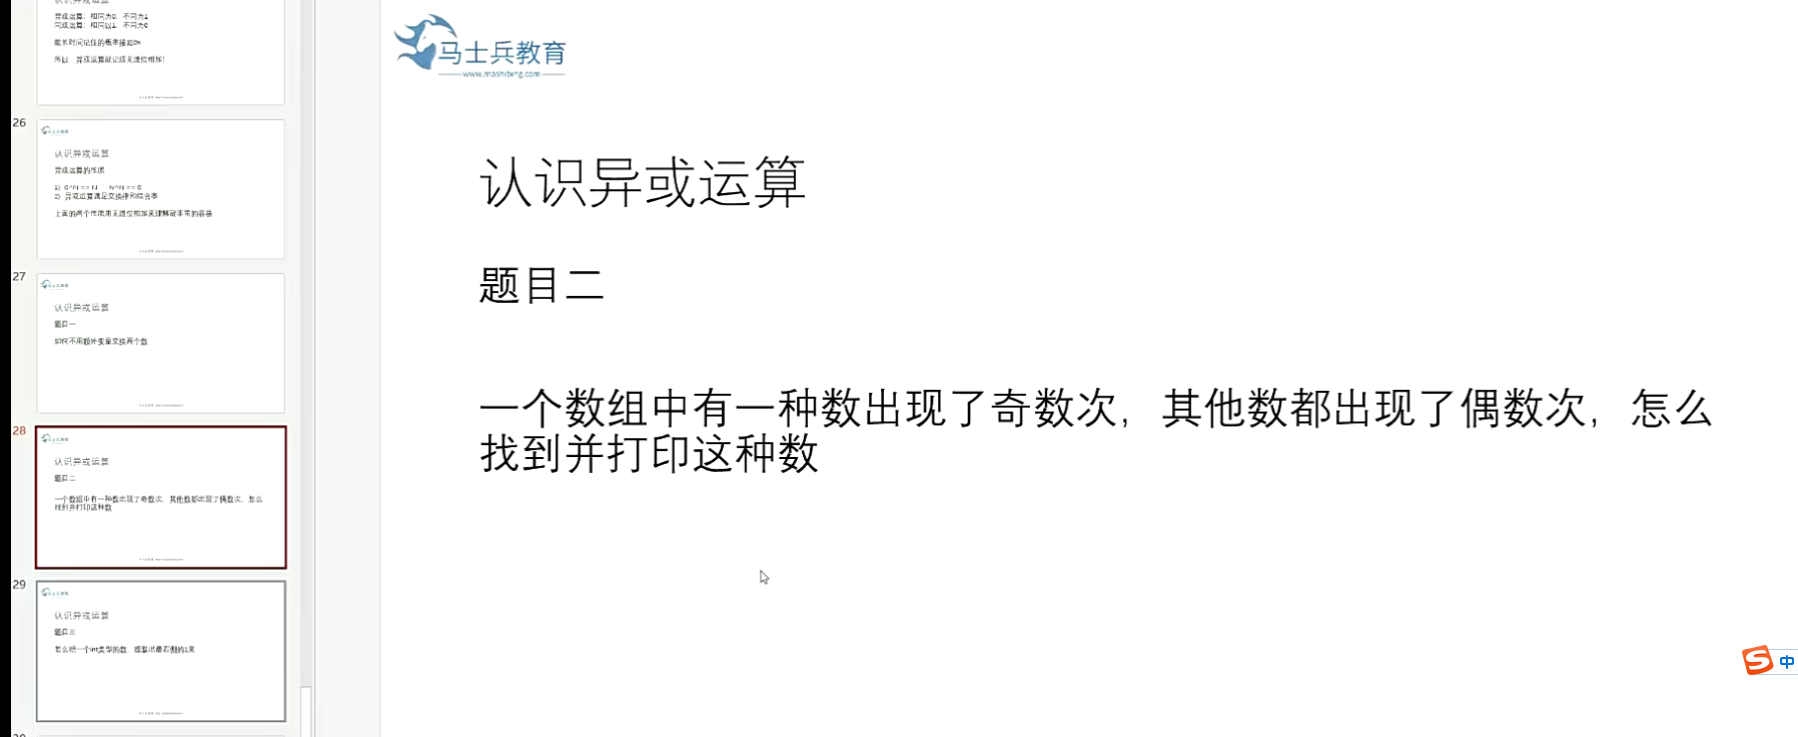 异或运算：相同为0，不同为1
同或运算：相同以1，不同为0
能长时间记住的概率接近0%
所以，异或运算就记成无进位相加！
26
认识异或运算
异或运算的性质
1）0^N == N      N^N == 0
2）异或运算满足交换律和结合率
上面的两个性质用无进位相加来理解就非常的容易
27
认识异或运算
题目一
如何不用额外变量交换两个数
28
认识异或运算
题目二
一个数组中有一种数出现了奇数次，其他数都出现了偶数次，怎么
找到并打印这种数
29
认识异或运算
题目三
怎么把一个int类型的数，提取出最右侧的1来
马士兵教育
www.mashibing.com
认识异或运算
题目二
一个数组中有一种数出现了奇数次，其他数都出现了偶数次，怎么
找到并打印这种数
中